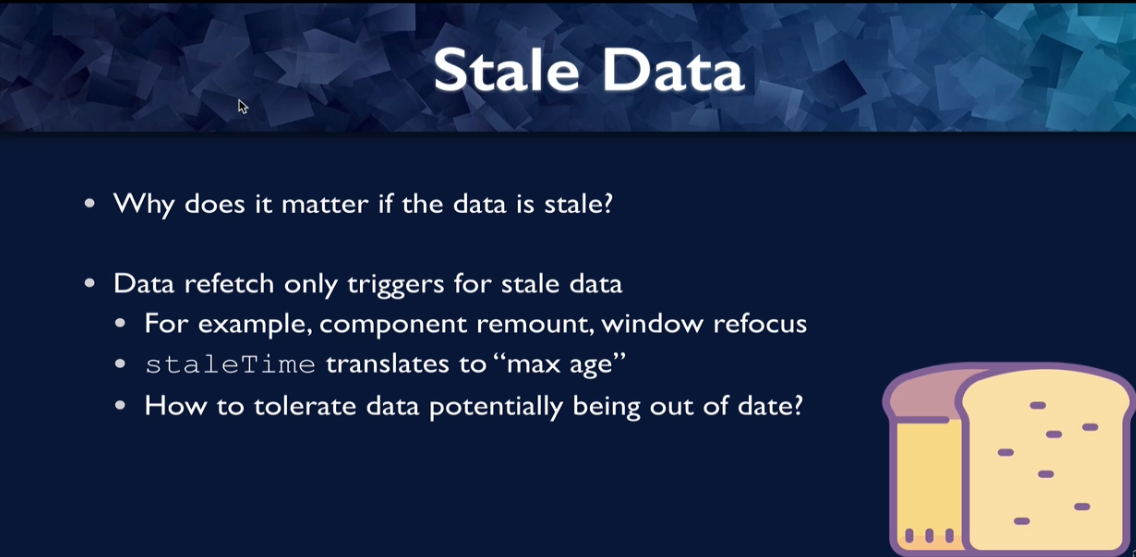 Stale Data
• Why does it matter if the data is stale?
• Data refetch only triggers for stale data
• For example, component remount, window refocus
• staleTime translates to “max age”
• How to tolerate data potentially being out of date?